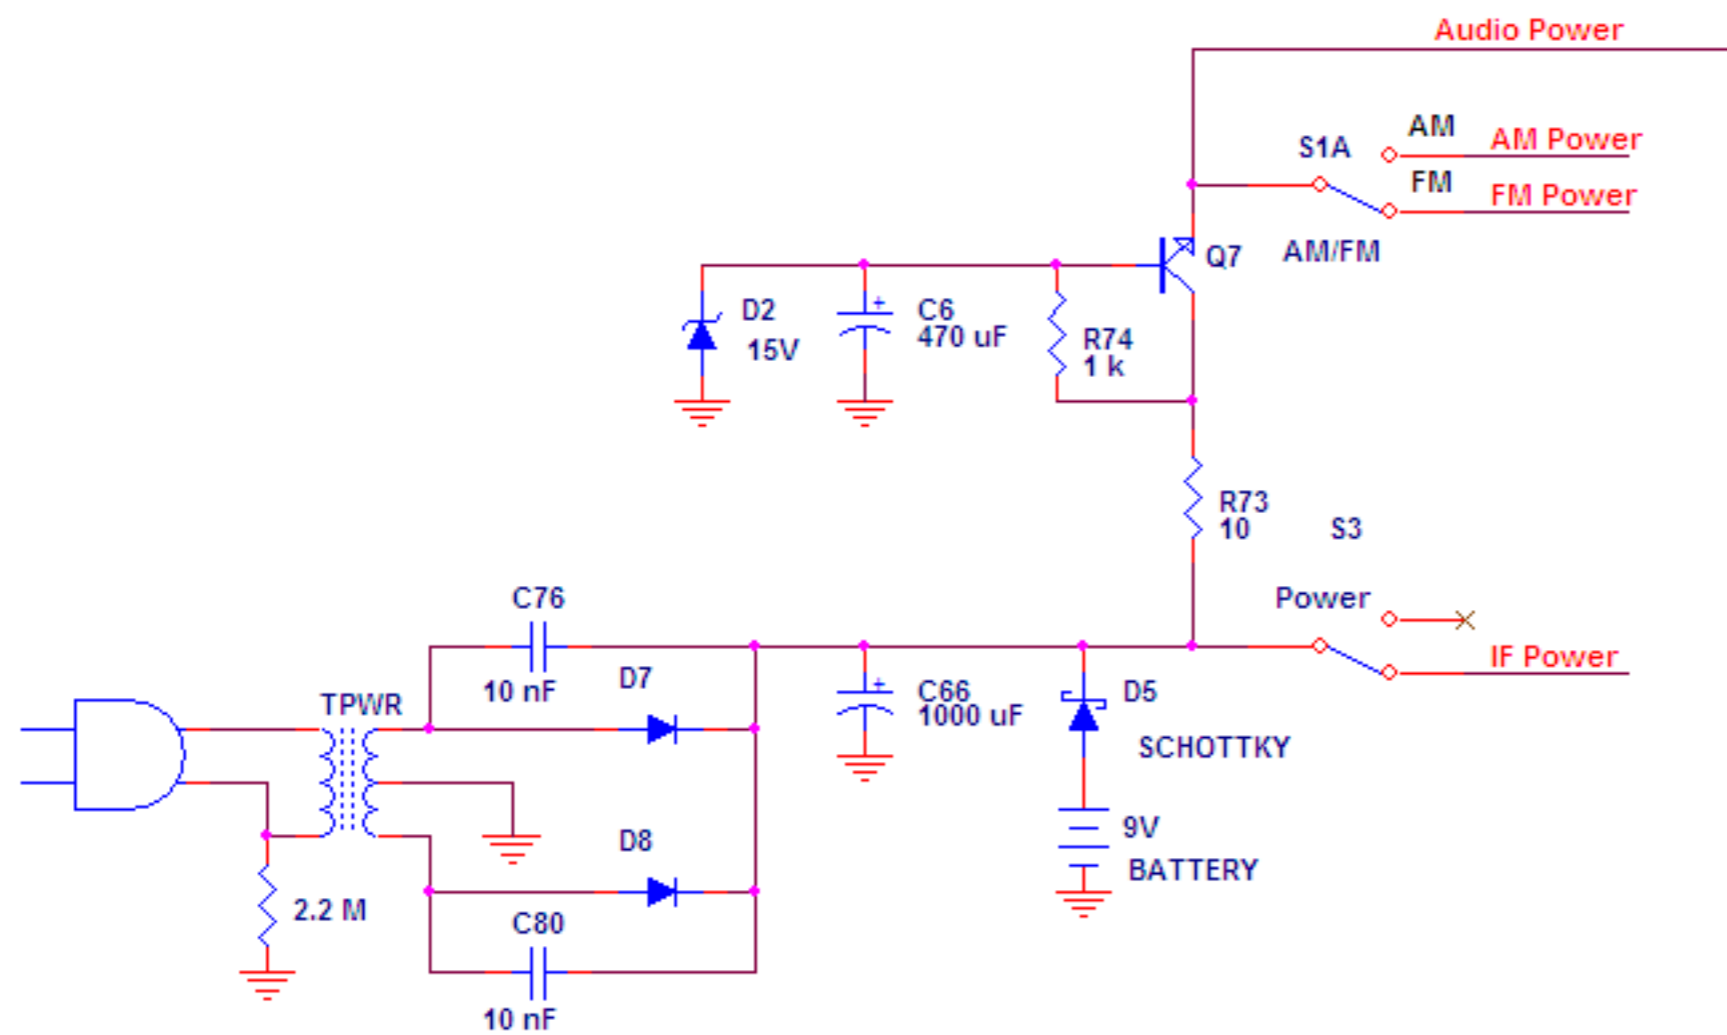 Audio Power
AM
S1A
AM Power
FM
FM Power
AM/FM
Q7
D2
15V
+
C6
470 uF
R74
1 k
R73
10
S3
Power
IF Power
C76
10 nF
D7
TPWR
+
C66
1000 uF
D5
SCHOTTKY
9V
BATTERY
D8
2.2 M
C80
10 nF